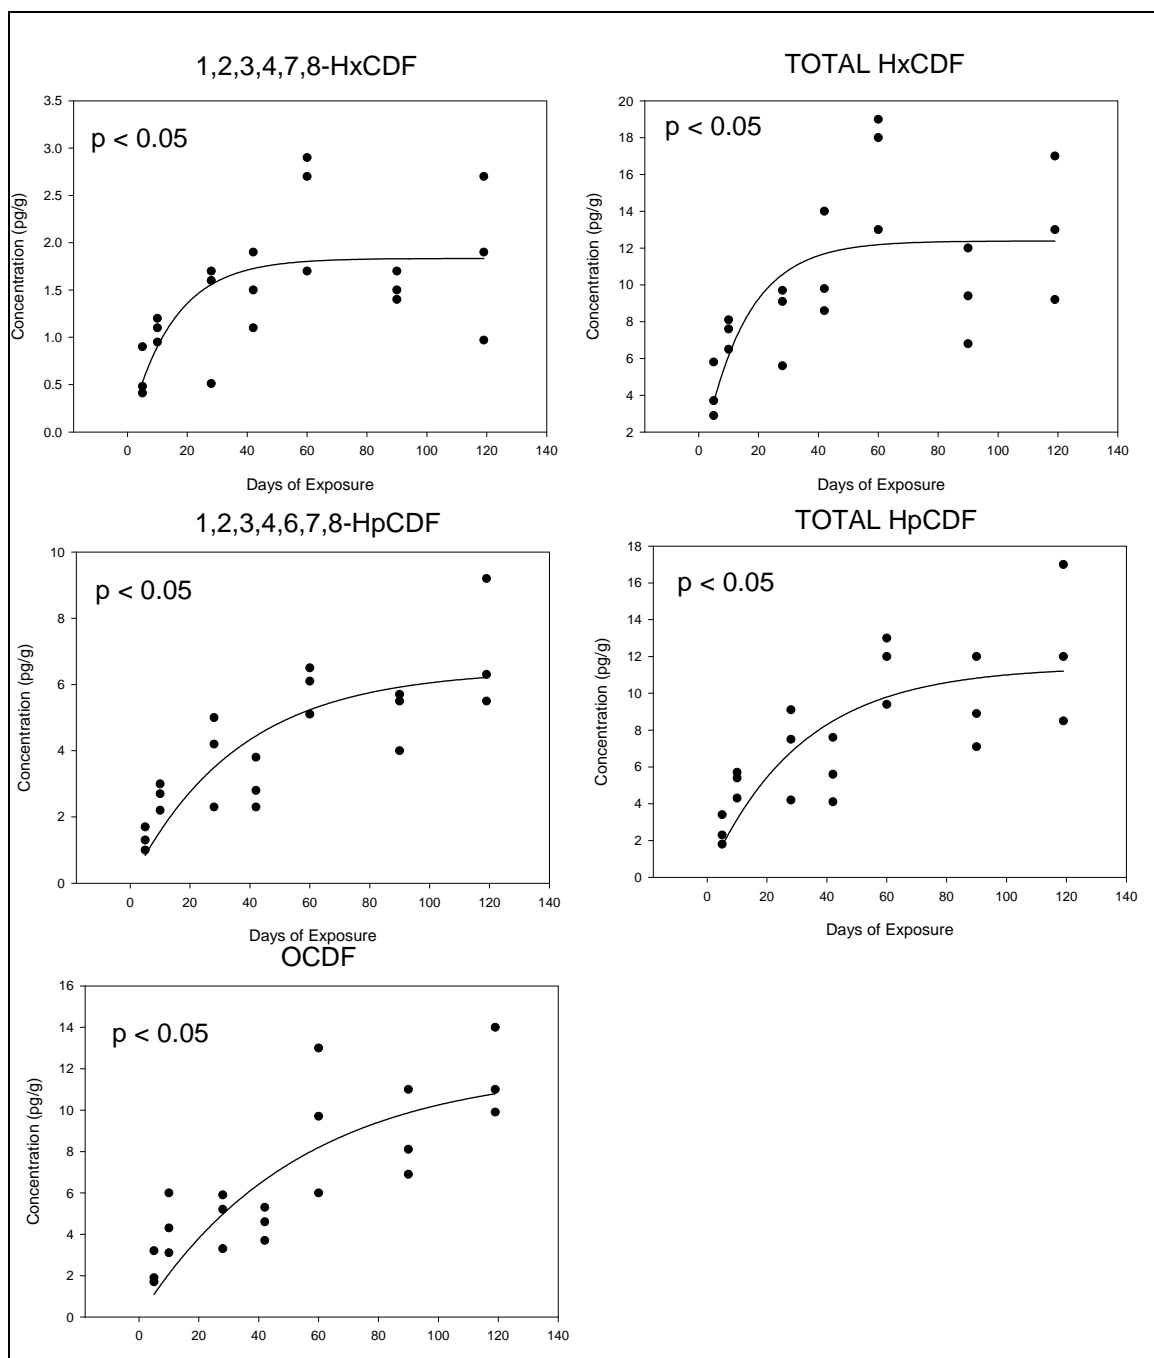 1,2,3,4,7,8-HxCDF
p < 0.05
Concentration (pg/g)
3.5
3.0
2.5
2.0
1.5
1.0
0.5
0.0
0 20 40 60 80 100 120 140
Days of Exposure
TOTAL HxCDF
p < 0.05
Concentration (pg/g)
20
18
16
14
12
10
8
6
4
2
0 20 40 60 80 100 120 140
Days of Exposure
1,2,3,4,6,7,8-HpCDF
p < 0.05
Concentration (pg/g)
10
8
6
4
2
0
0 20 40 60 80 100 120 140
Days of Exposure
TOTAL HpCDF
p < 0.05
Concentration (pg/g)
18
16
14
12
10
8
6
4
2
0
0 20 40 60 80 100 120 140
Days of Exposure
OCDF
p < 0.05
Concentration (pg/g)
16
14
12
10
8
6
4
2
0
0 20 40 60 80 100 120 140